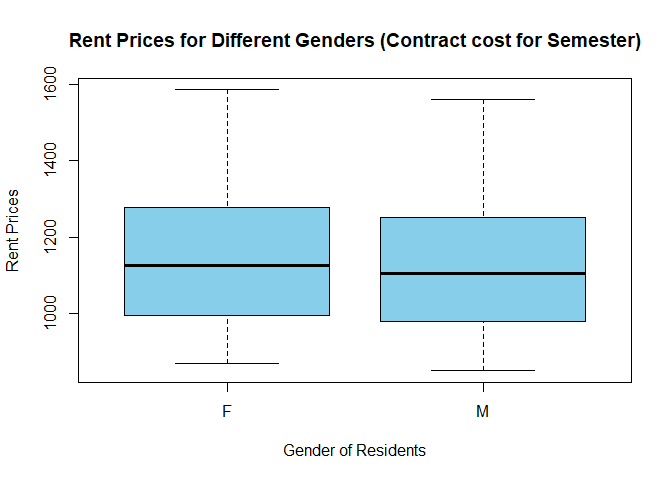 Rent Prices for Different Genders (Contract cost for Semester)
1600
1400
1200
1000
Rent Prices
F
M
Gender of Residents